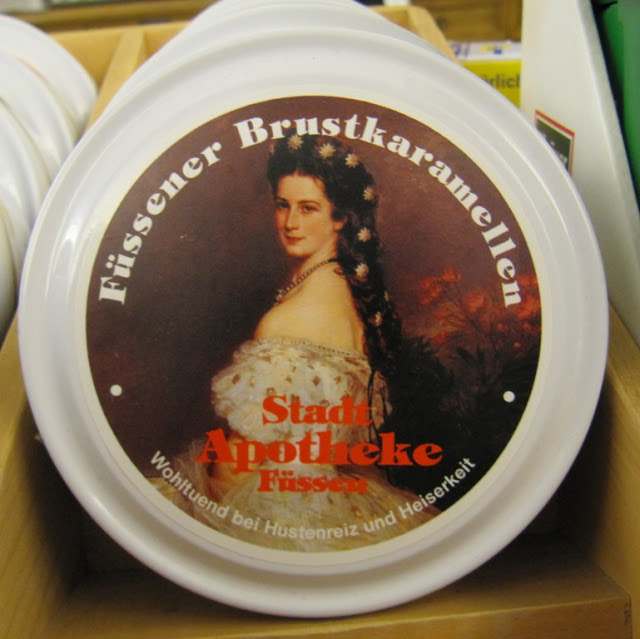 Füssener Brustkaramellen
Stadt
Apotheke
Füssen
Wohltuend bei Hustenreiz und Heiserkeit